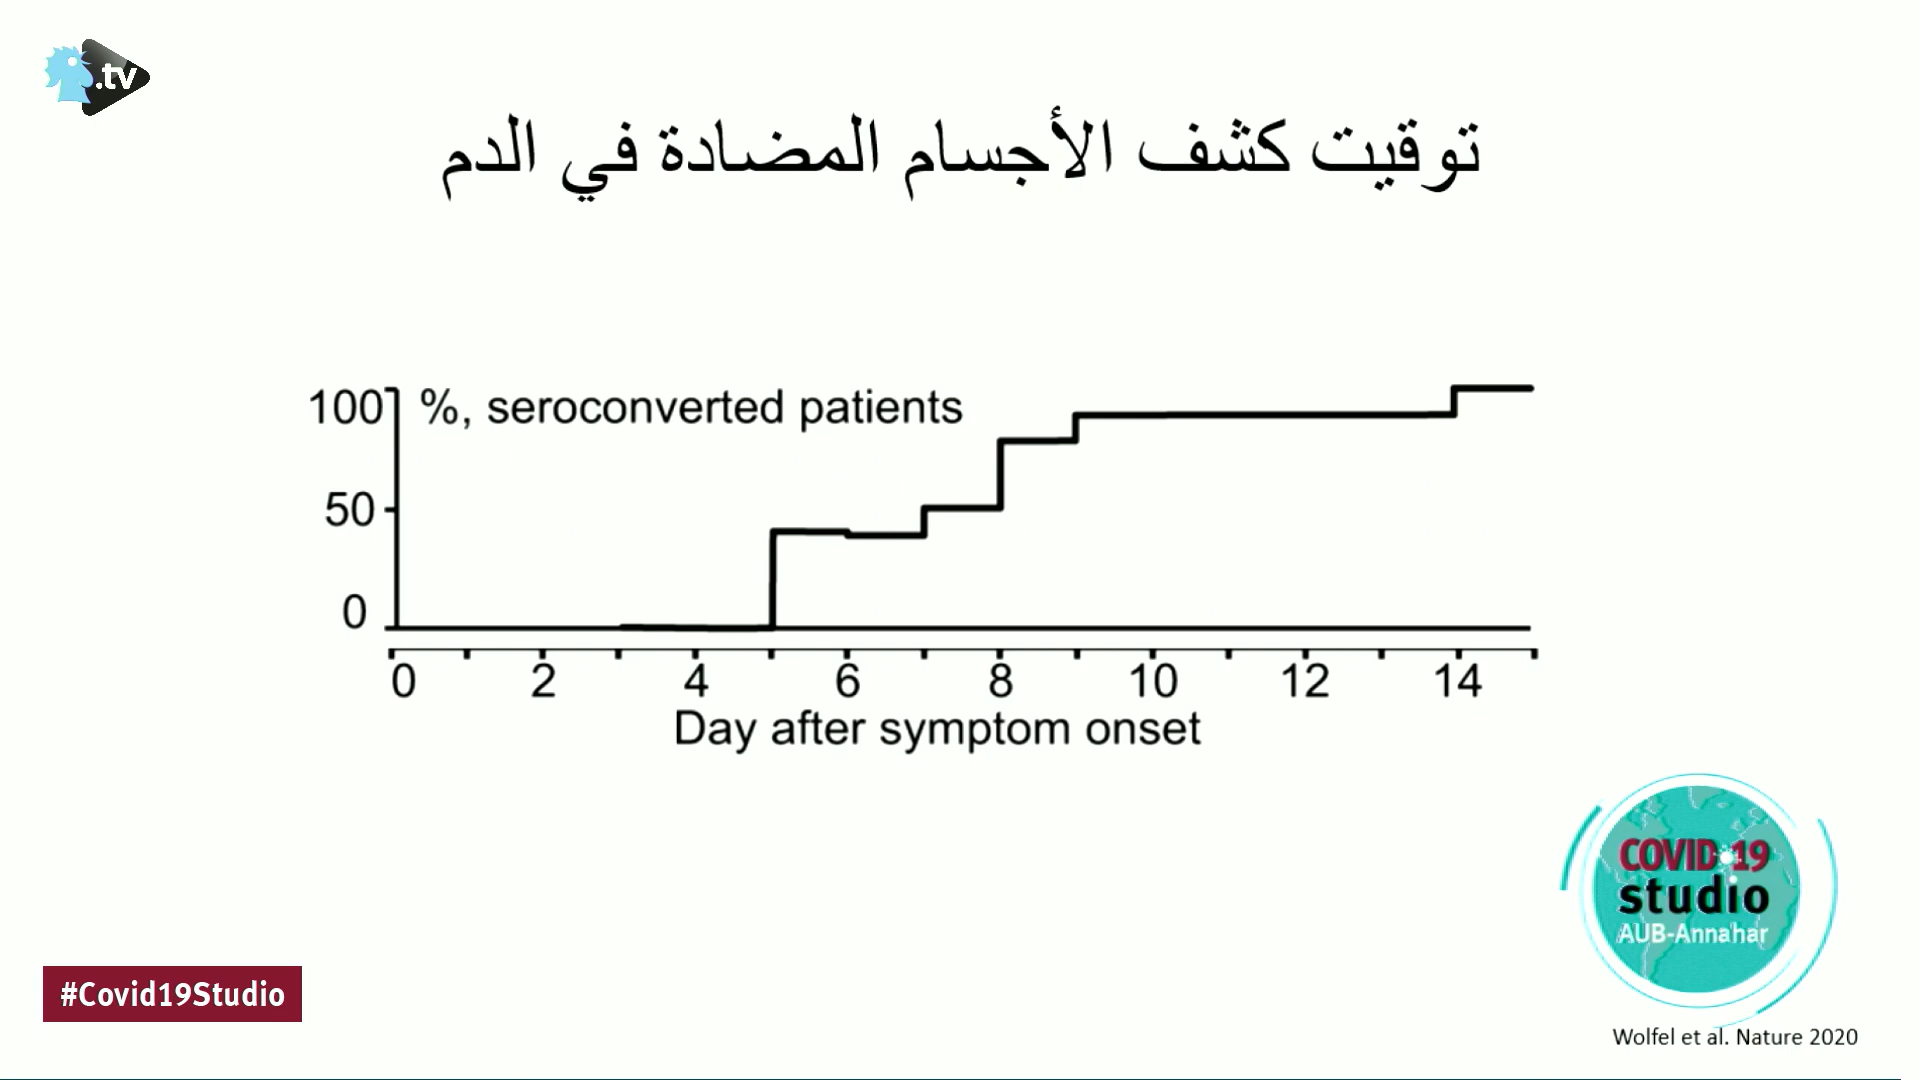 .tv
توقيت كشف الأجسام المضادة في الدم
%, seroconverted patients
100
50
0
0 2 4 6 8 10 12 14
Day after symptom onset
COVID 19
studio
AUB-Annahar
#Covid19Studio
Wolfel et al. Nature 2020